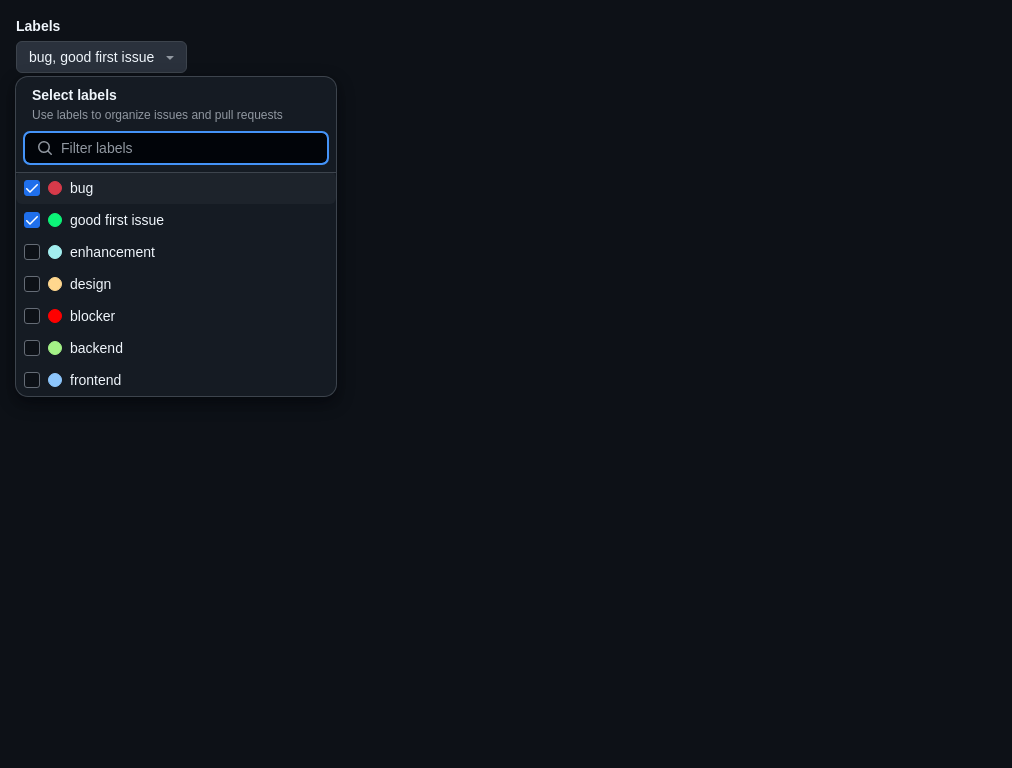 Labels
bug, good first issue
Select labels
Use labels to organize issues and pull requests
Filter labels
bug
good first issue
enhancement
design
blocker
backend
frontend